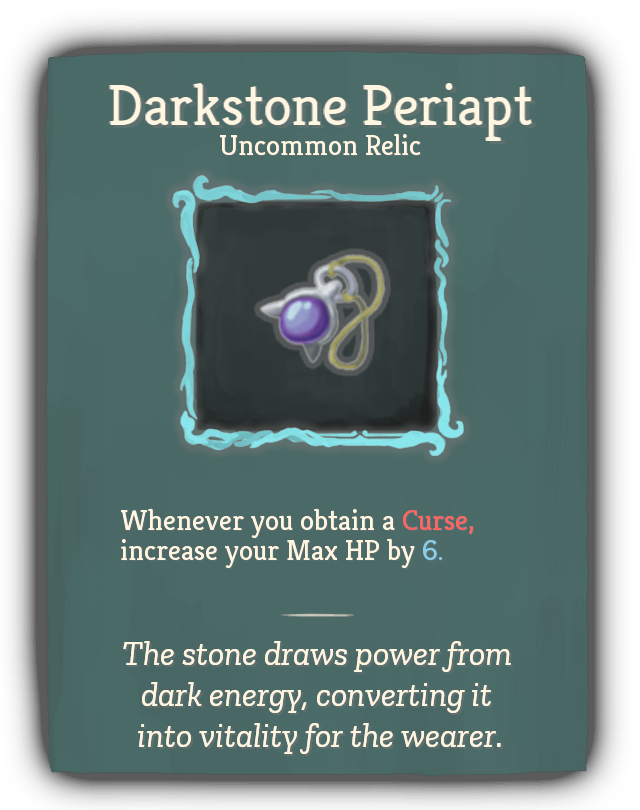 Darkstone Periapt
Uncommon Relic
Whenever you obtain a Curse,
increase your Max HP by 6.
The stone draws power from
dark energy, converting it
into vitality for the wearer.